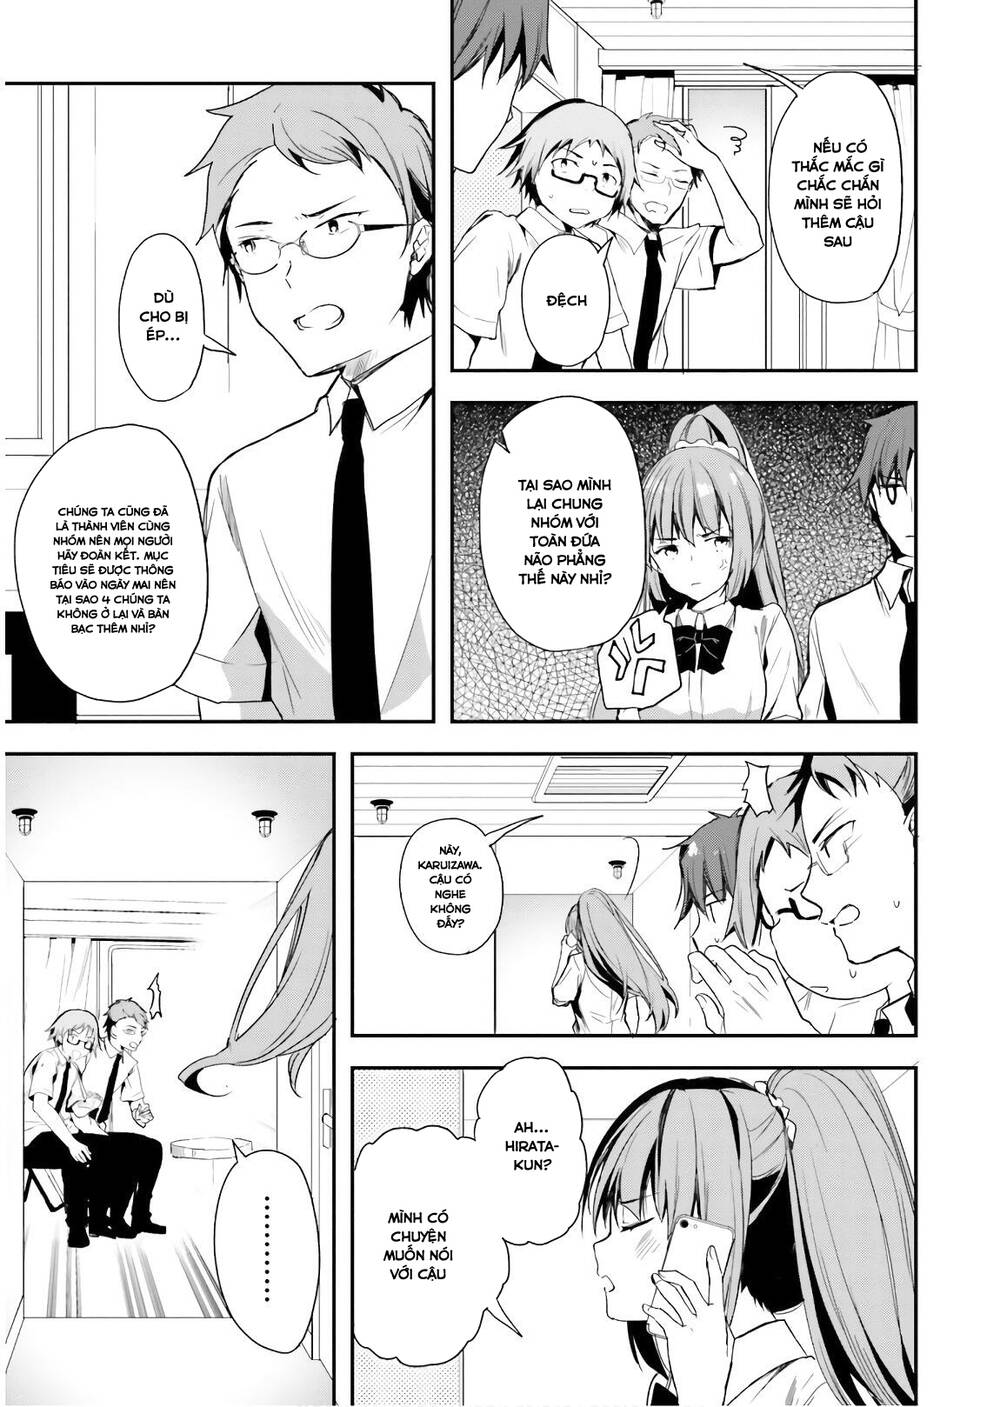 NẾU CÓ
THẮC MẮC GÌ
CHẮC CHẮN
MÌNH SẼ HỎI
THÊM CẬU
SAU
ĐỆCH
DÙ
CHO BỊ
ÉP...
TẠI SAO MÌNH
LẠI CHUNG
NHÓM VỚI
TOÀN ĐỨA
NÃO PHẲNG
THẾ NÀY NHỈ?
CHÚNG TA CŨNG ĐÃ
LÀ THÀNH VIÊN CÙNG
NHÓM NÊN MỌI NGƯỜI
HÃY ĐOÀN KẾT. MỤC
TIÊU SẼ ĐƯỢC THÔNG
BÁO VÀO NGÀY MAI NÊN
TẠI SAO 4 CHÚNG TA
KHÔNG Ở LẠI VÀ BÀN
BẠC THÊM NHỈ?
NÀY,
KARUIZAWA.
CẬU CÓ
NGHE
KHÔNG
ĐẤY?
AH...
HIRATA-
KUN?
MÌNH CÓ
CHUYỆN
MUỐN NÓI
VỚI CẬU
..........